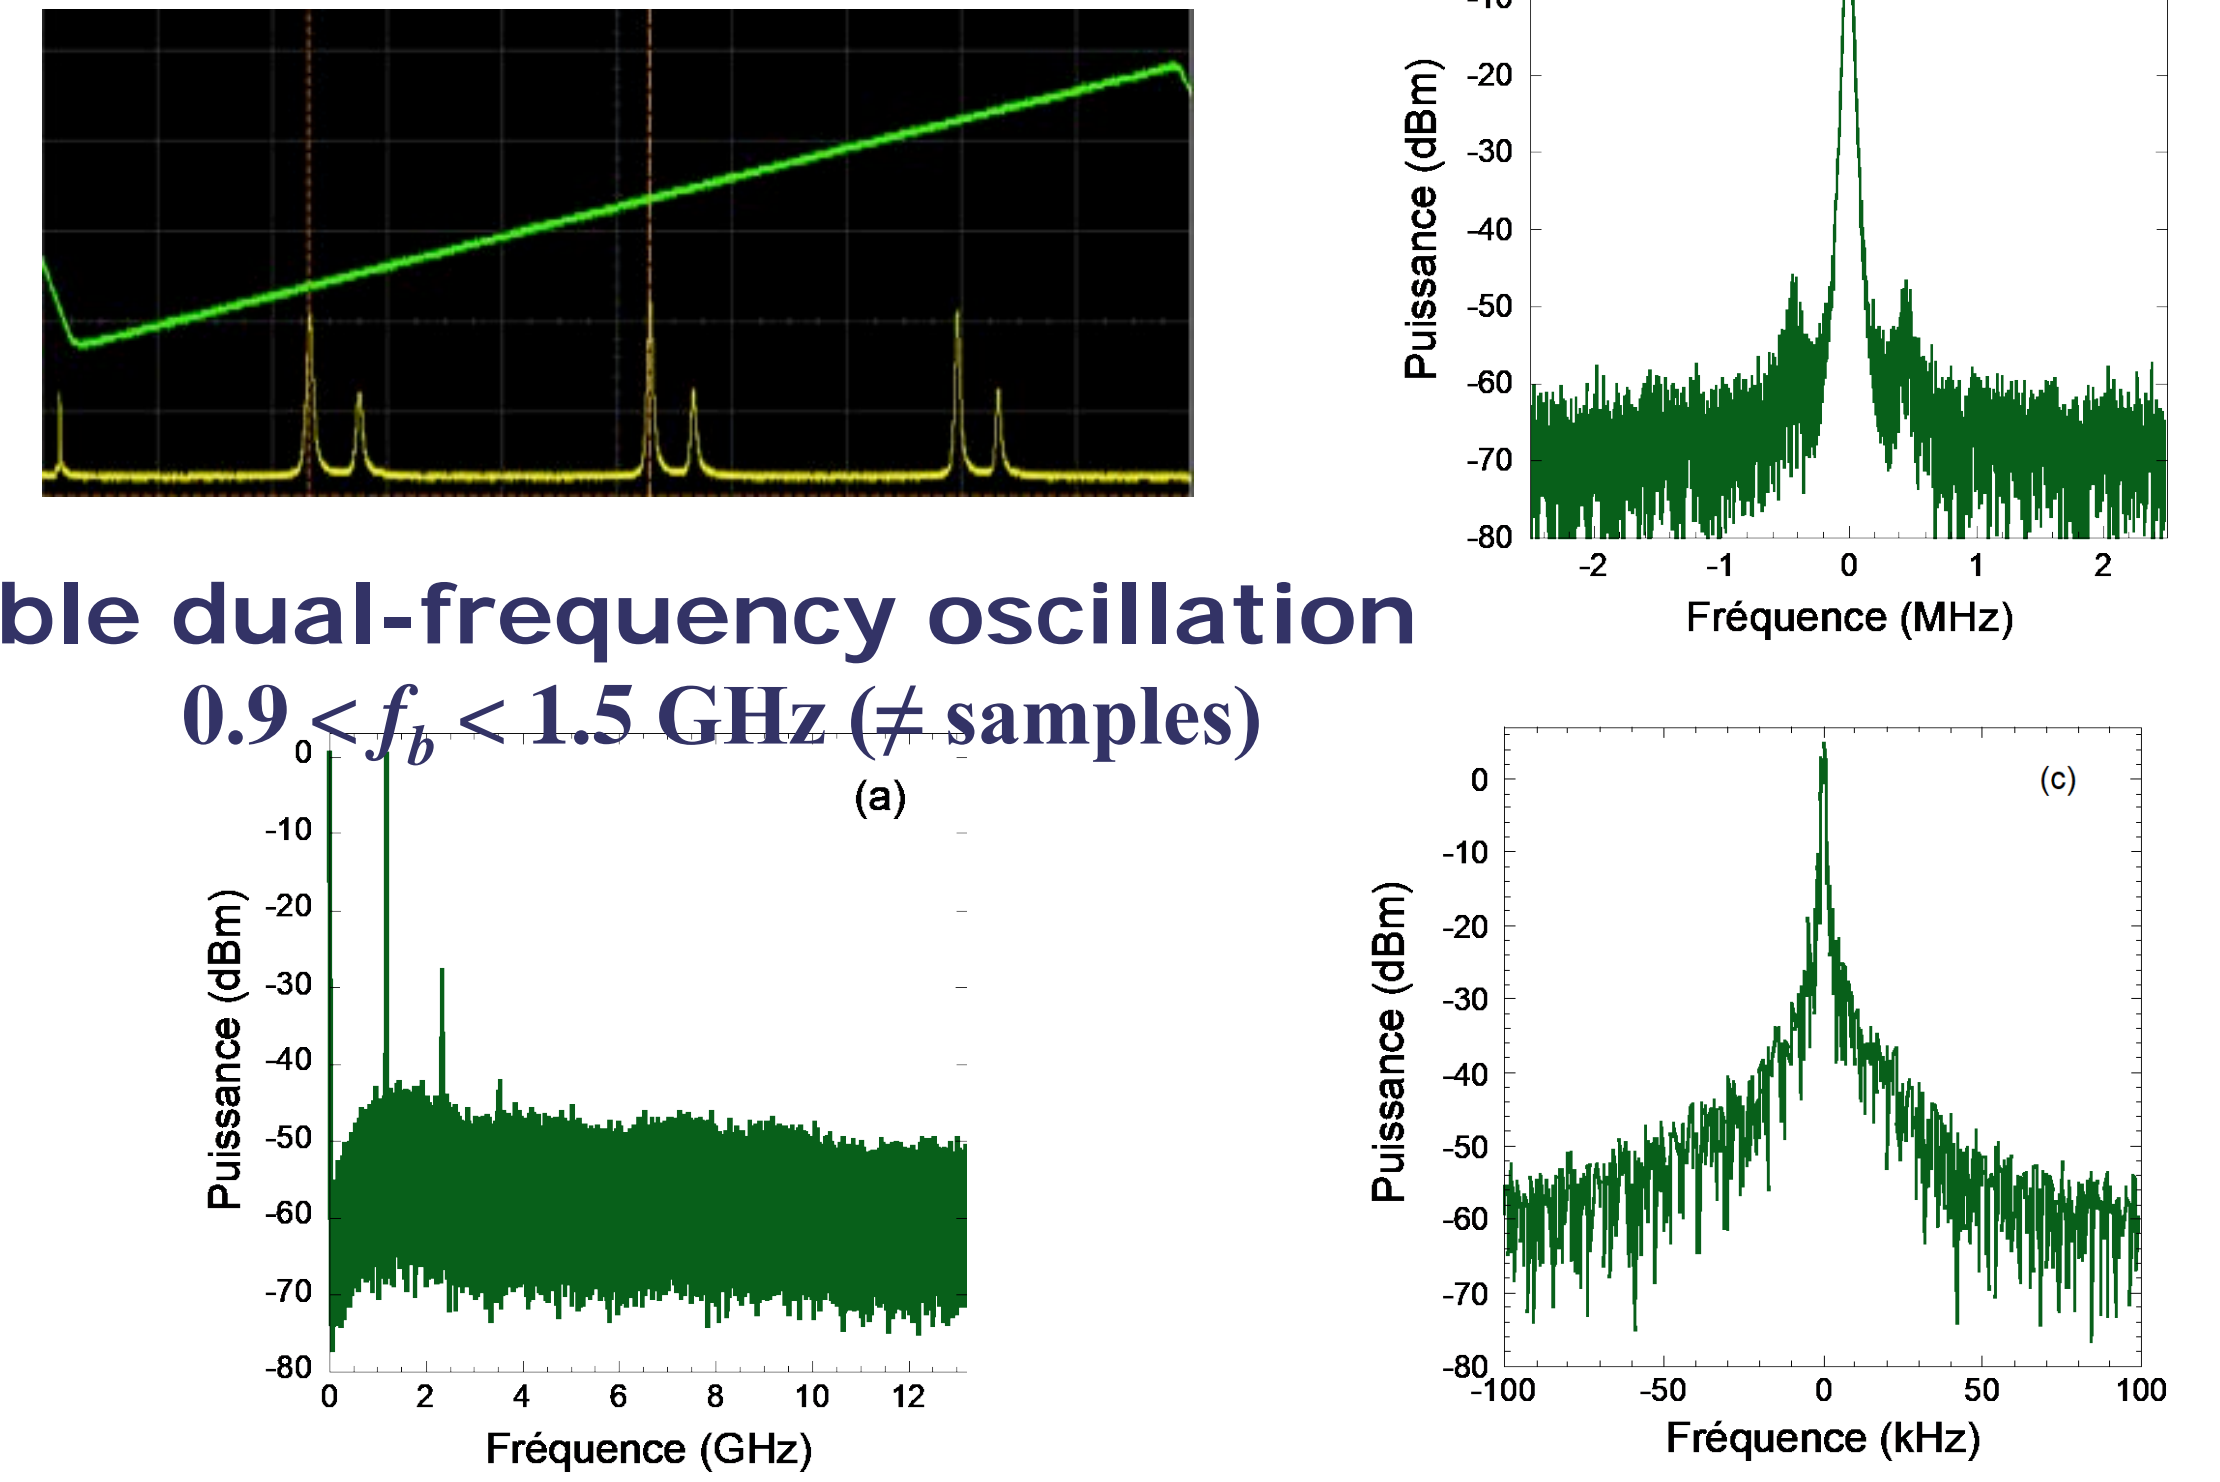 -10
-20
-30
-40
-50
-60
-70
-80
Puissance (dBm)
-2 -1 0 1 2
Fréquence (MHz)
ble dual-frequency oscillation
0.9 < f_b < 1.5 GHz (≠ samples)
(a)
0
-10
-20
-30
-40
-50
-60
-70
-80
Puissance (dBm)
0 2 4 6 8 10 12
Fréquence (GHz)
(c)
0
-10
-20
-30
-40
-50
-60
-70
-80
Puissance (dBm)
-100 -50 0 50 100
Fréquence (kHz)